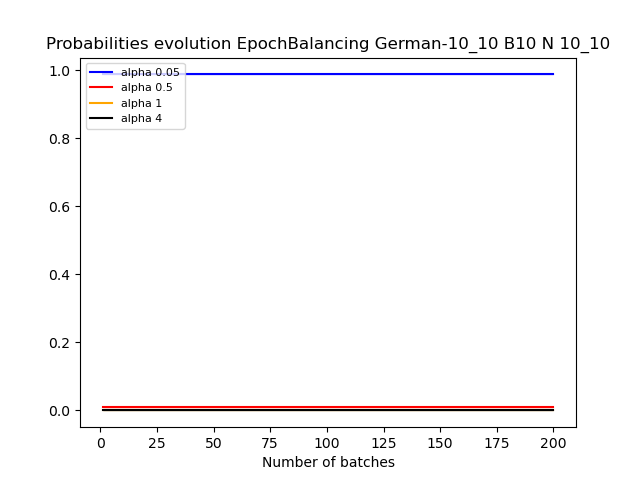 Probabilities evolution EpochBalancing German-10_10 B10 N 10_10
1.0
0.8
0.6
0.4
0.2
0.0
alpha 0.05
alpha 0.5
alpha 1
alpha 4
0 25 50 75 100 125 150 175 200
Number of batches